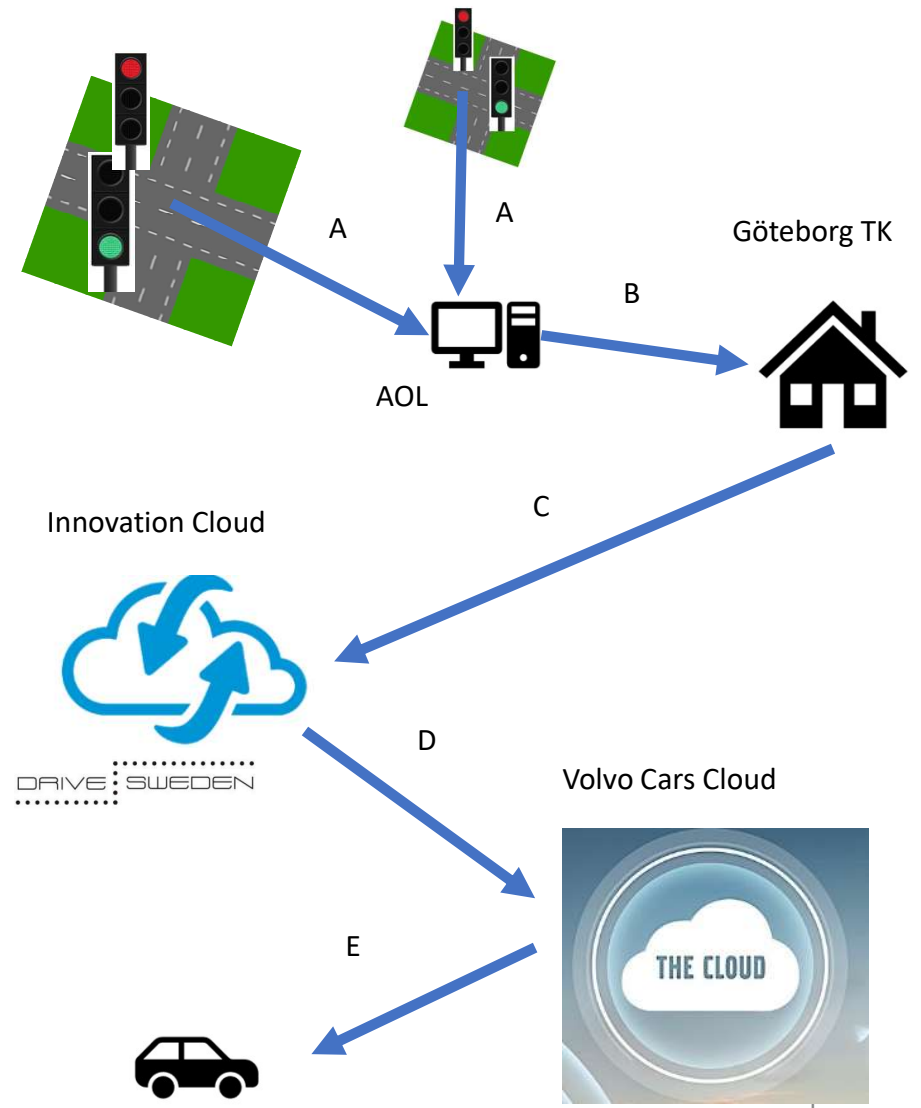 A
A
Göteborg TK
B
AOL
C
Innovation Cloud
D
DRIVE SWEDEN
Volvo Cars Cloud
E
THE CLOUD